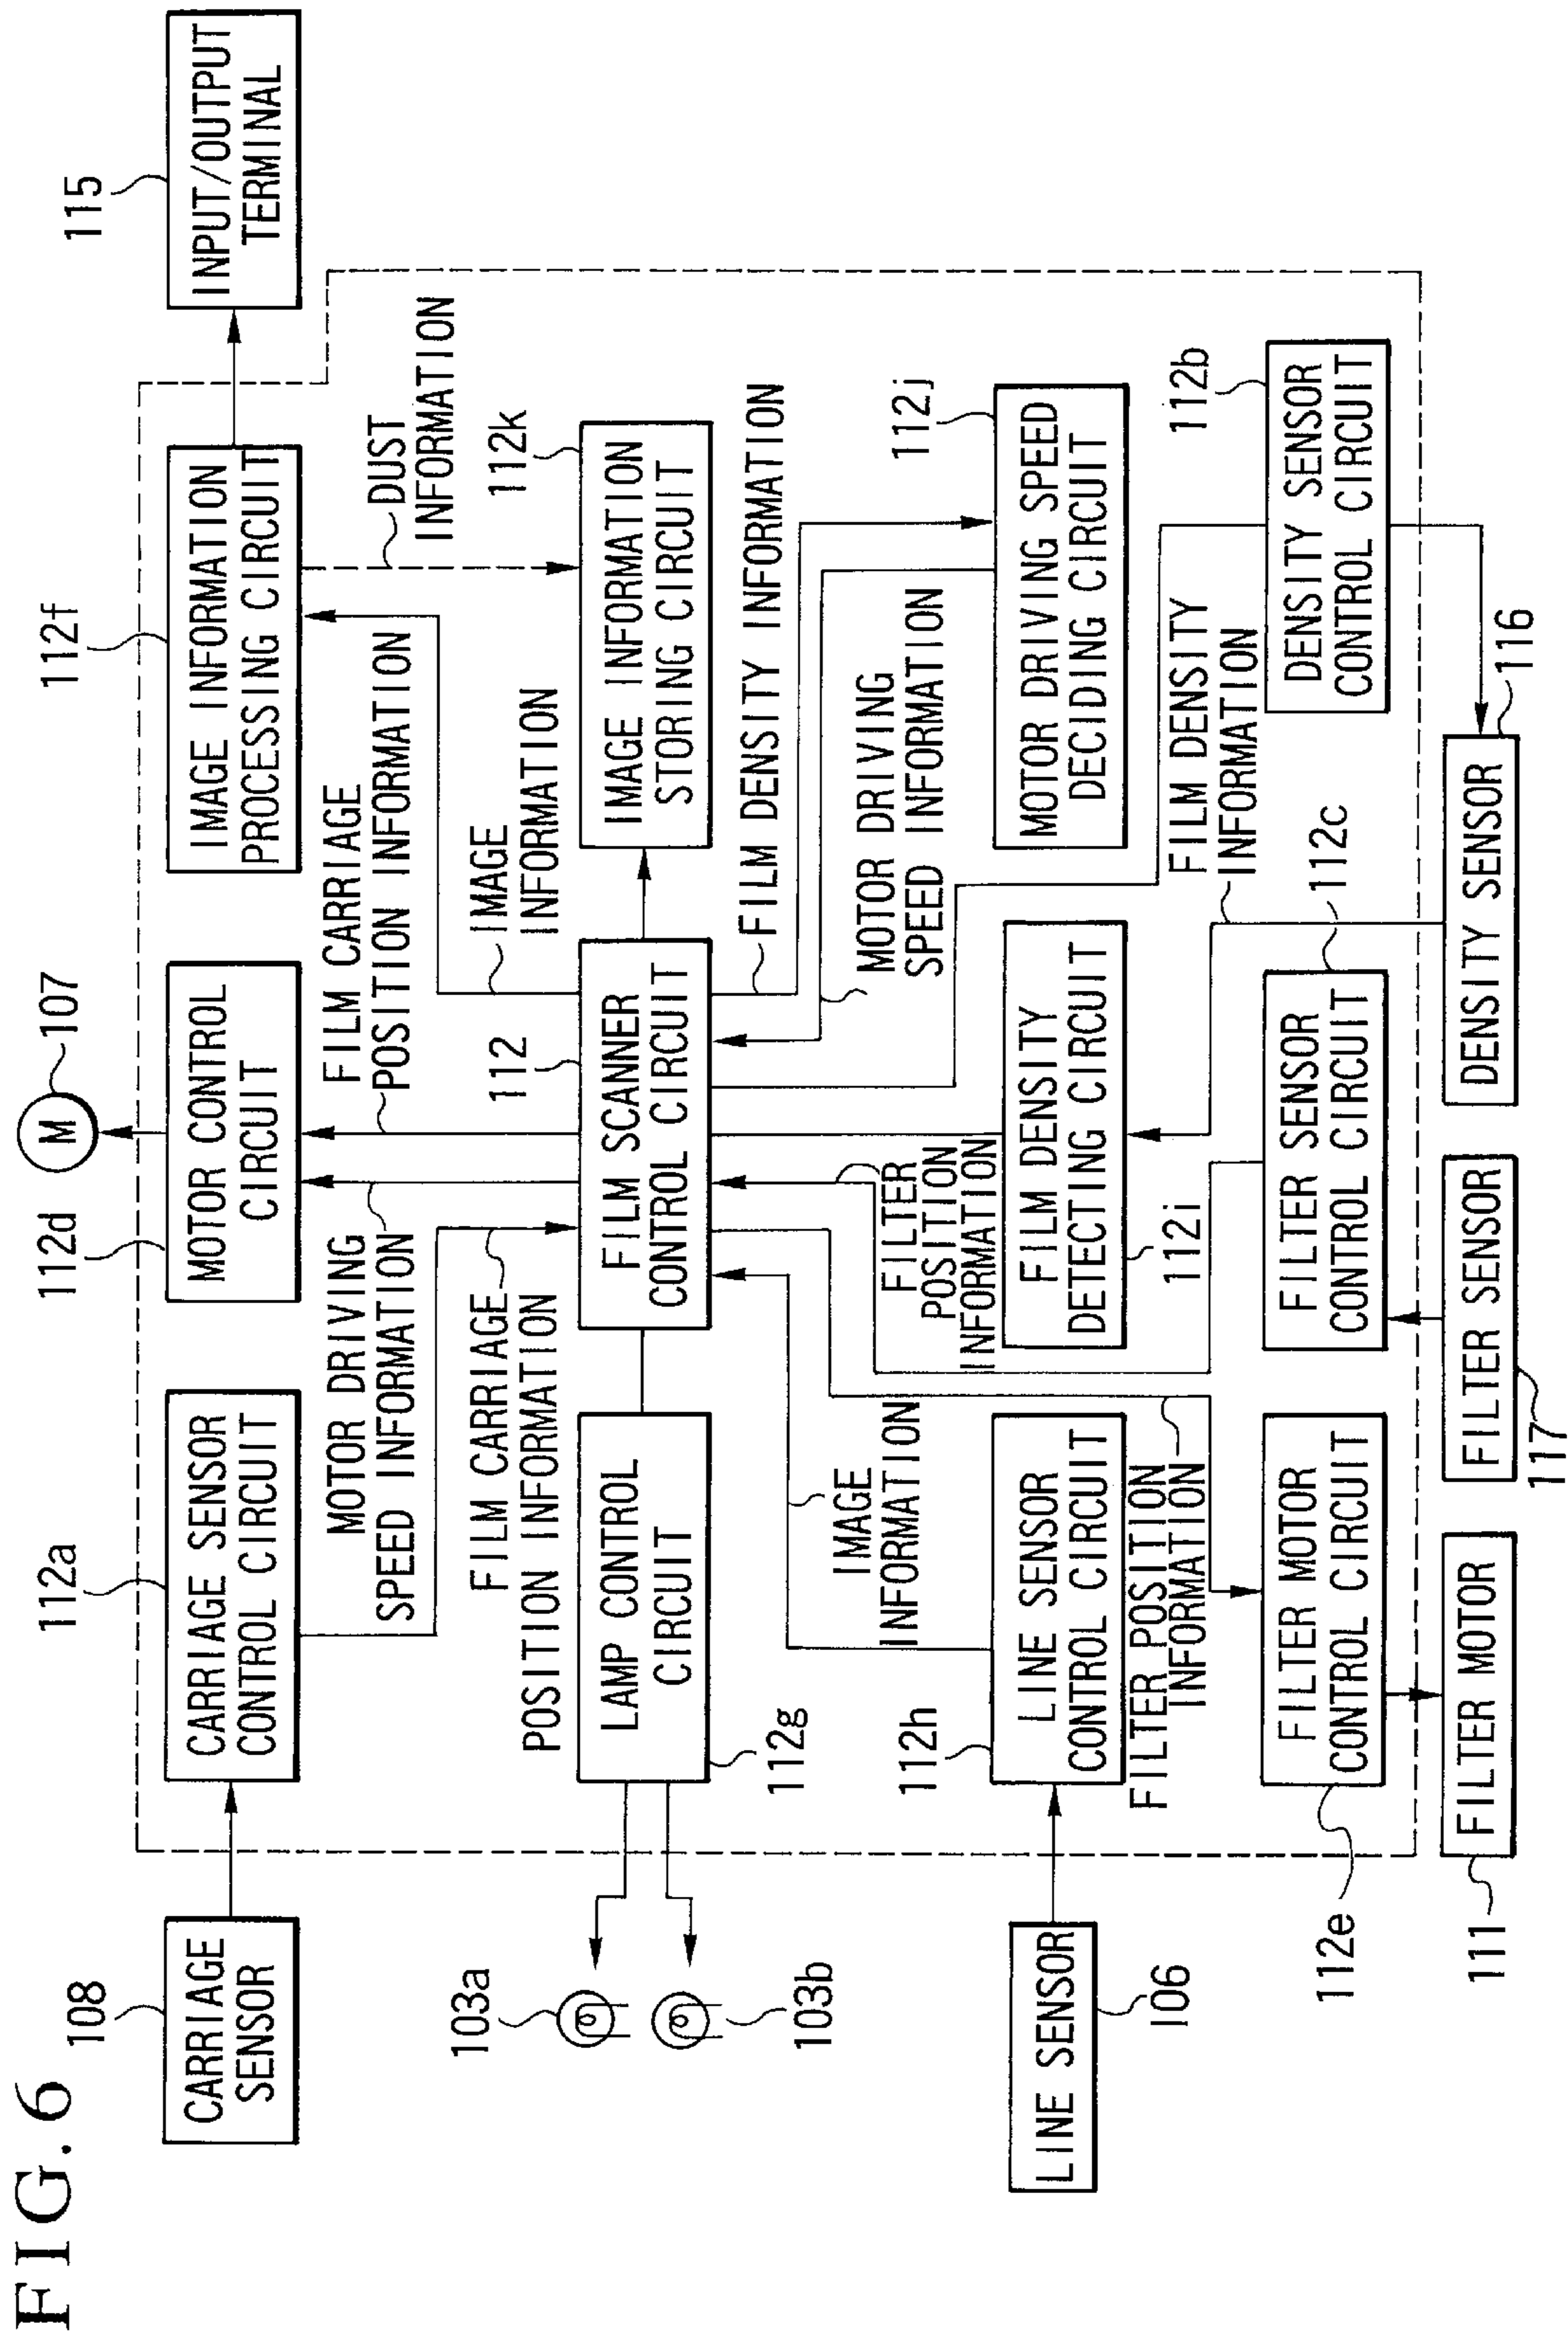 FIG. 6
108
CARRIAGE
SENSOR
112a
CARRIAGE SENSOR
CONTROL CIRCUIT
112d
MOTOR CONTROL
CIRCUIT
M
107
112f
IMAGE INFORMATION
PROCESSING CIRCUIT
115
INPUT/OUTPUT
TERMINAL
MOTOR DRIVING
SPEED INFORMATION
FILM CARRIAGE
POSITION INFORMATION
DUST
INFORMATION
FILM CARRIAGE
POSITION INFORMATION
IMAGE
INFORMATION
103a
103b
LAMP CONTROL
CIRCUIT
112g
112
FILM SCANNER
CONTROL CIRCUIT
112k
IMAGE INFORMATION
STORING CIRCUIT
FILM DENSITY INFORMATION
IMAGE
INFORMATION
FILTER
POSITION
INFORMATION
MOTOR DRIVING
SPEED INFORMATION
LINE SENSOR
106
112h
LINE SENSOR
CONTROL CIRCUIT
FILM DENSITY
DETECTING CIRCUIT
112i
112j
MOTOR DRIVING SPEED
DECIDING CIRCUIT
FILTER POSITION
INFORMATION
FILM DENSITY
INFORMATION
112e
FILTER MOTOR
CONTROL CIRCUIT
112c
FILTER SENSOR
CONTROL CIRCUIT
112b
DENSITY SENSOR
CONTROL CIRCUIT
111
FILTER MOTOR
117
FILTER SENSOR
116
DENSITY SENSOR